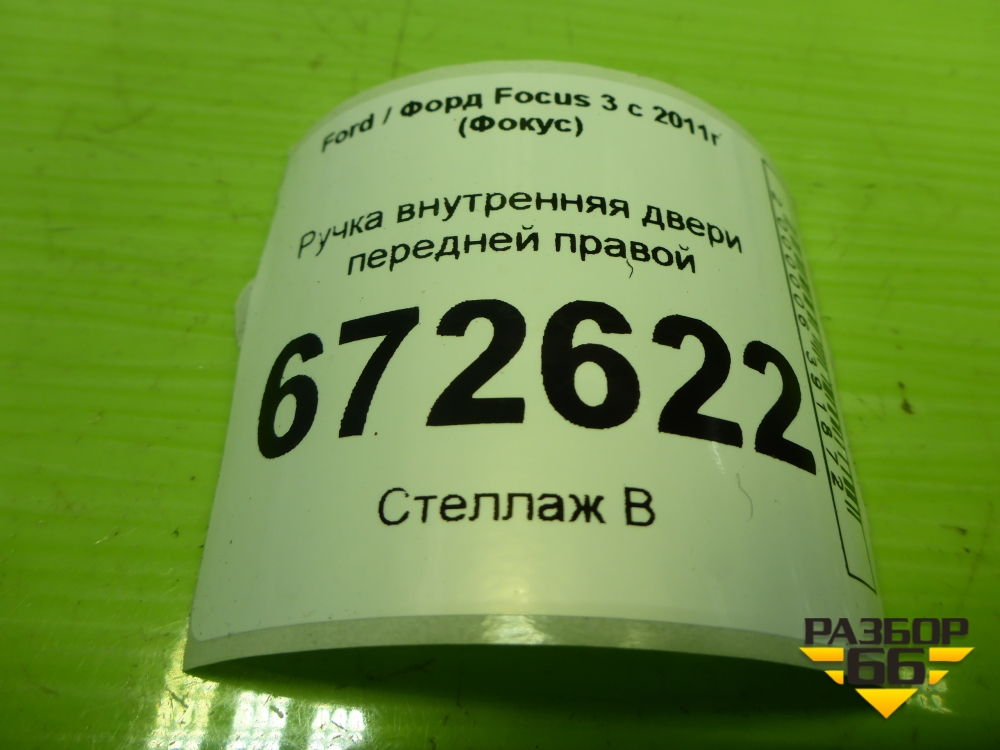 Ford / Форд Focus 3 с 2011г
(Фокус)
Ручка внутренняя двери
передней правой
672622
Стеллаж В
РАЗБОР
66